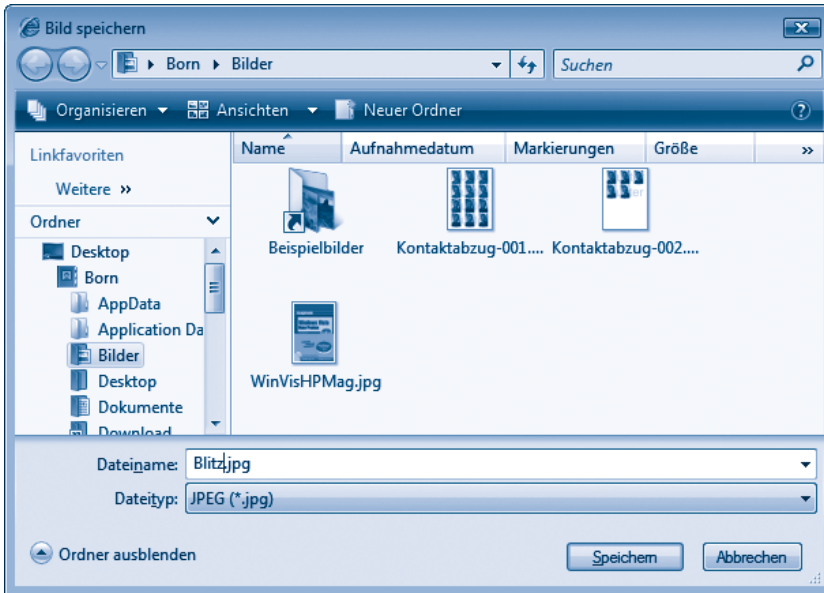 Bild speichern
Born Bilder
Suchen
Organisieren Ansichten Neuer Ordner
Linkfavoriten
Weitere »
Ordner
Desktop
Born
AppData
Application Da
Bilder
Desktop
Dokumente
Download
Name Aufnahmedatum Markierungen Größe »
Beispielbilder Kontaktabzug-001.... Kontaktabzug-002....
WinVisHPMag.jpg
Dateiname: Blitz.jpg
Dateityp: JPEG (*.jpg)
Ordner ausblenden Speichern Abbrechen